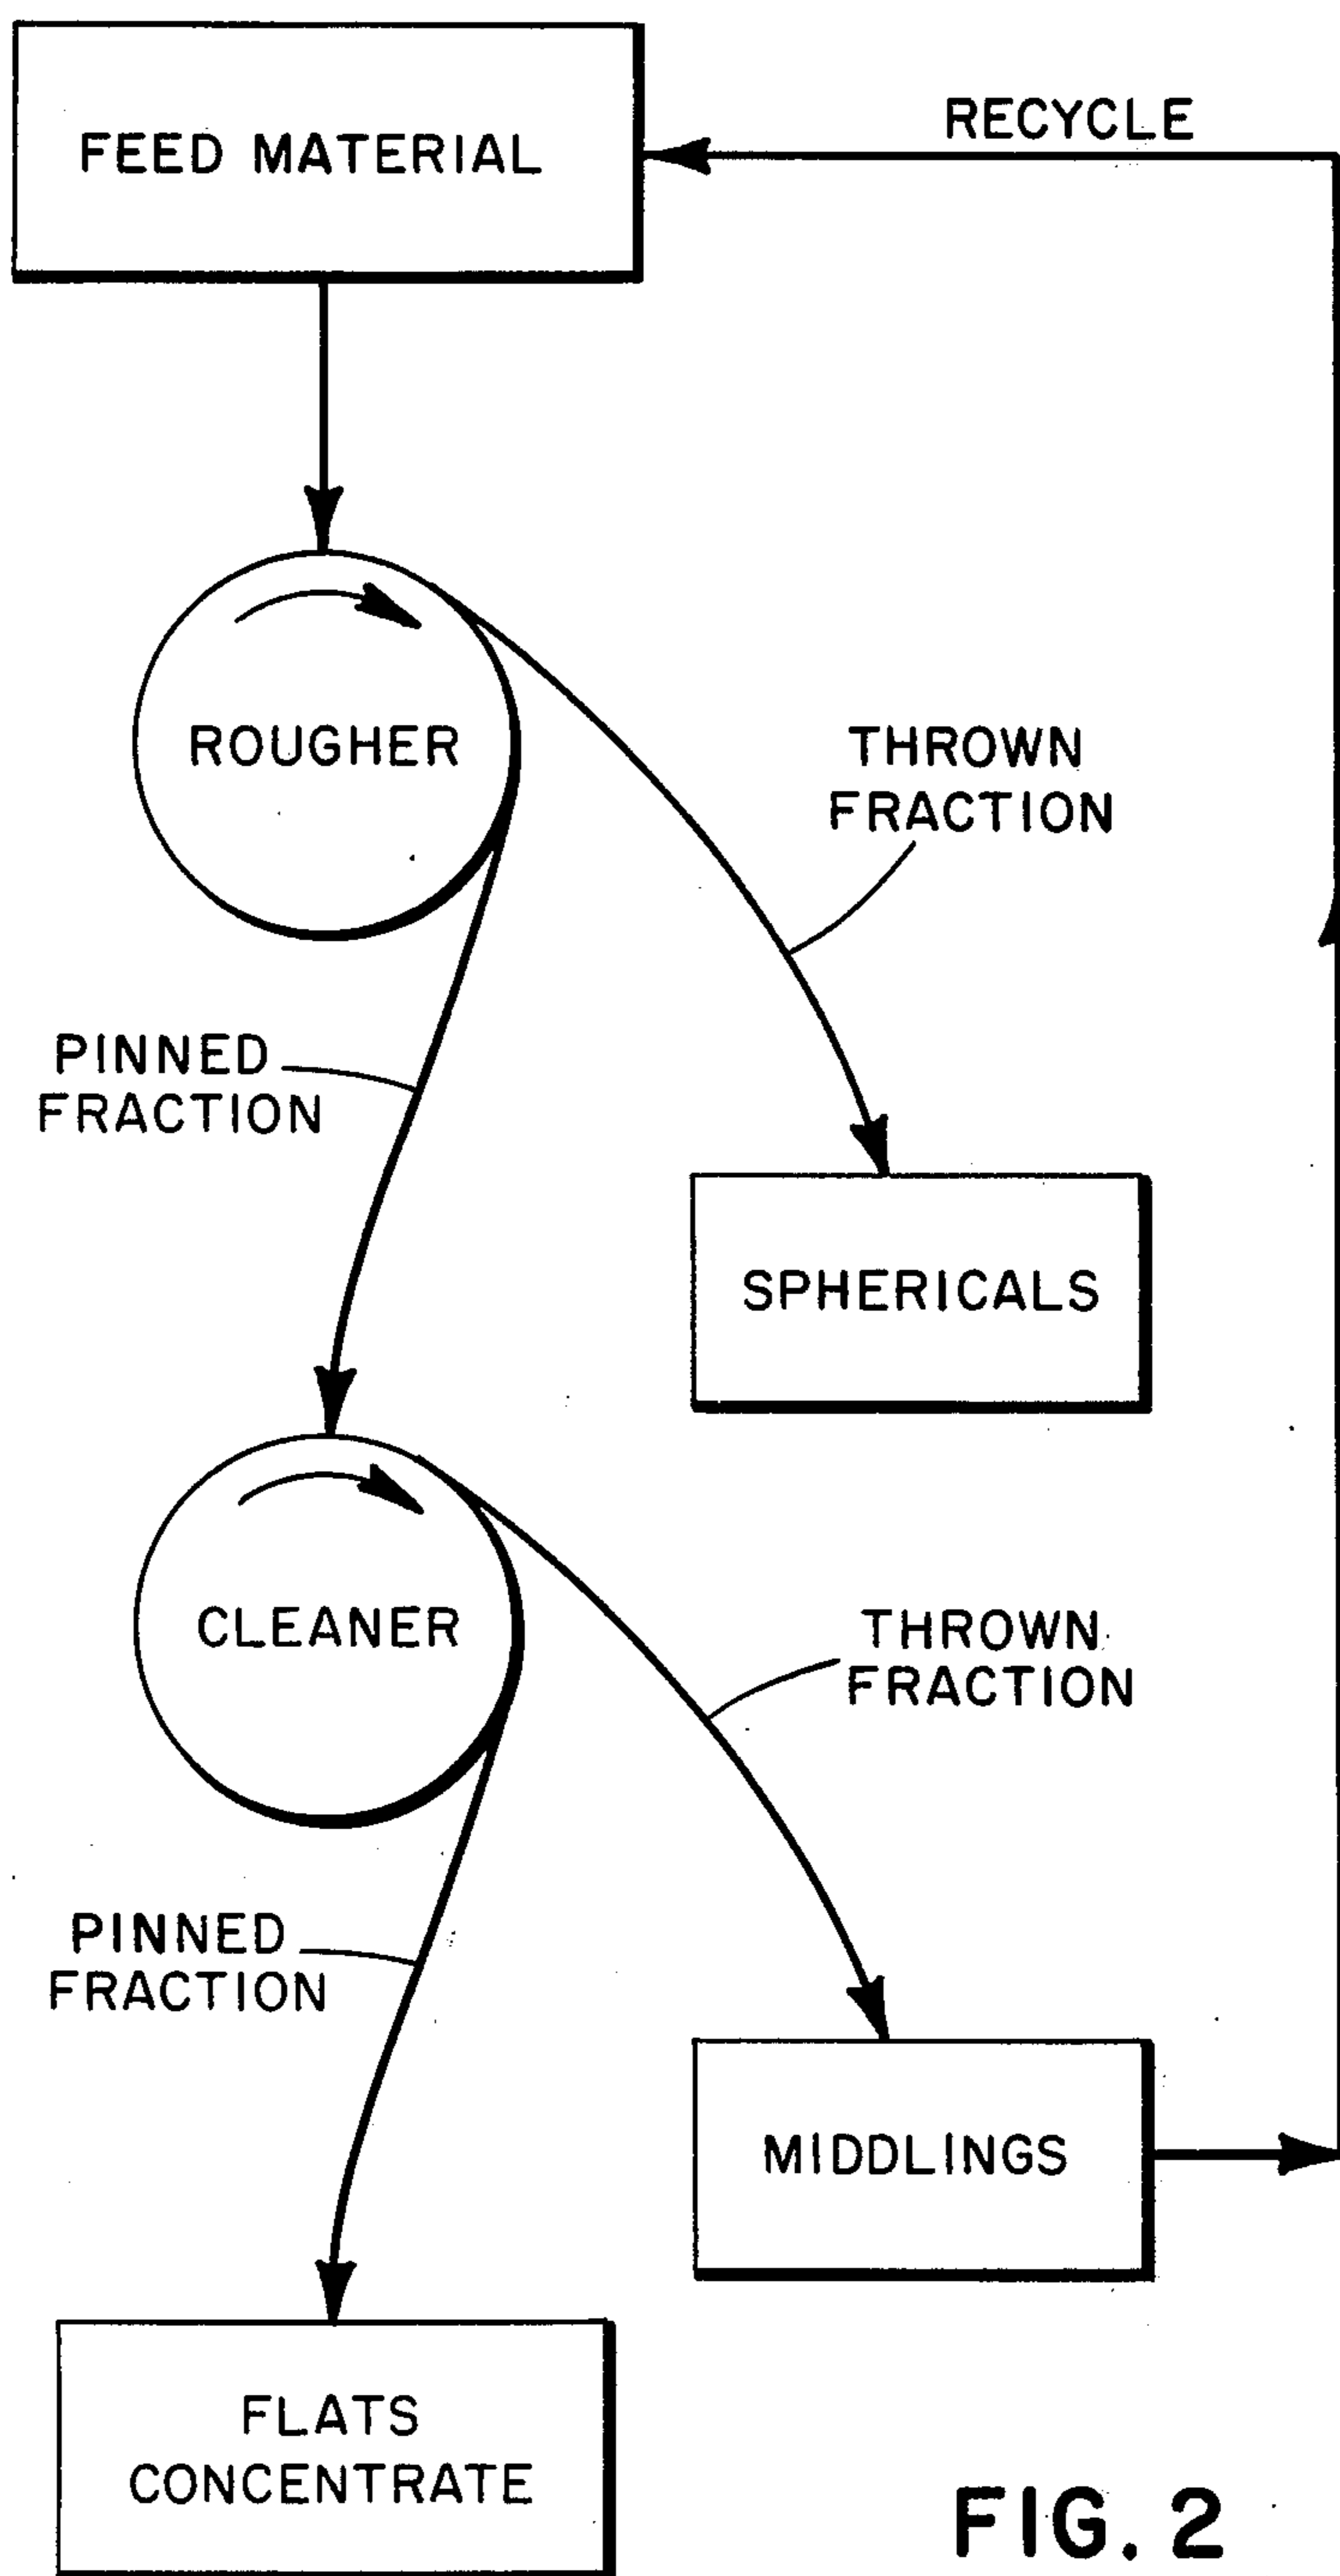 FEED MATERIAL
RECYCLE
ROUGHER
THROWN
FRACTION
PINNED
FRACTION
SPHERICALS
CLEANER
THROWN
FRACTION
PINNED
FRACTION
MIDDLINGS
FLATS
CONCENTRATE
FIG. 2